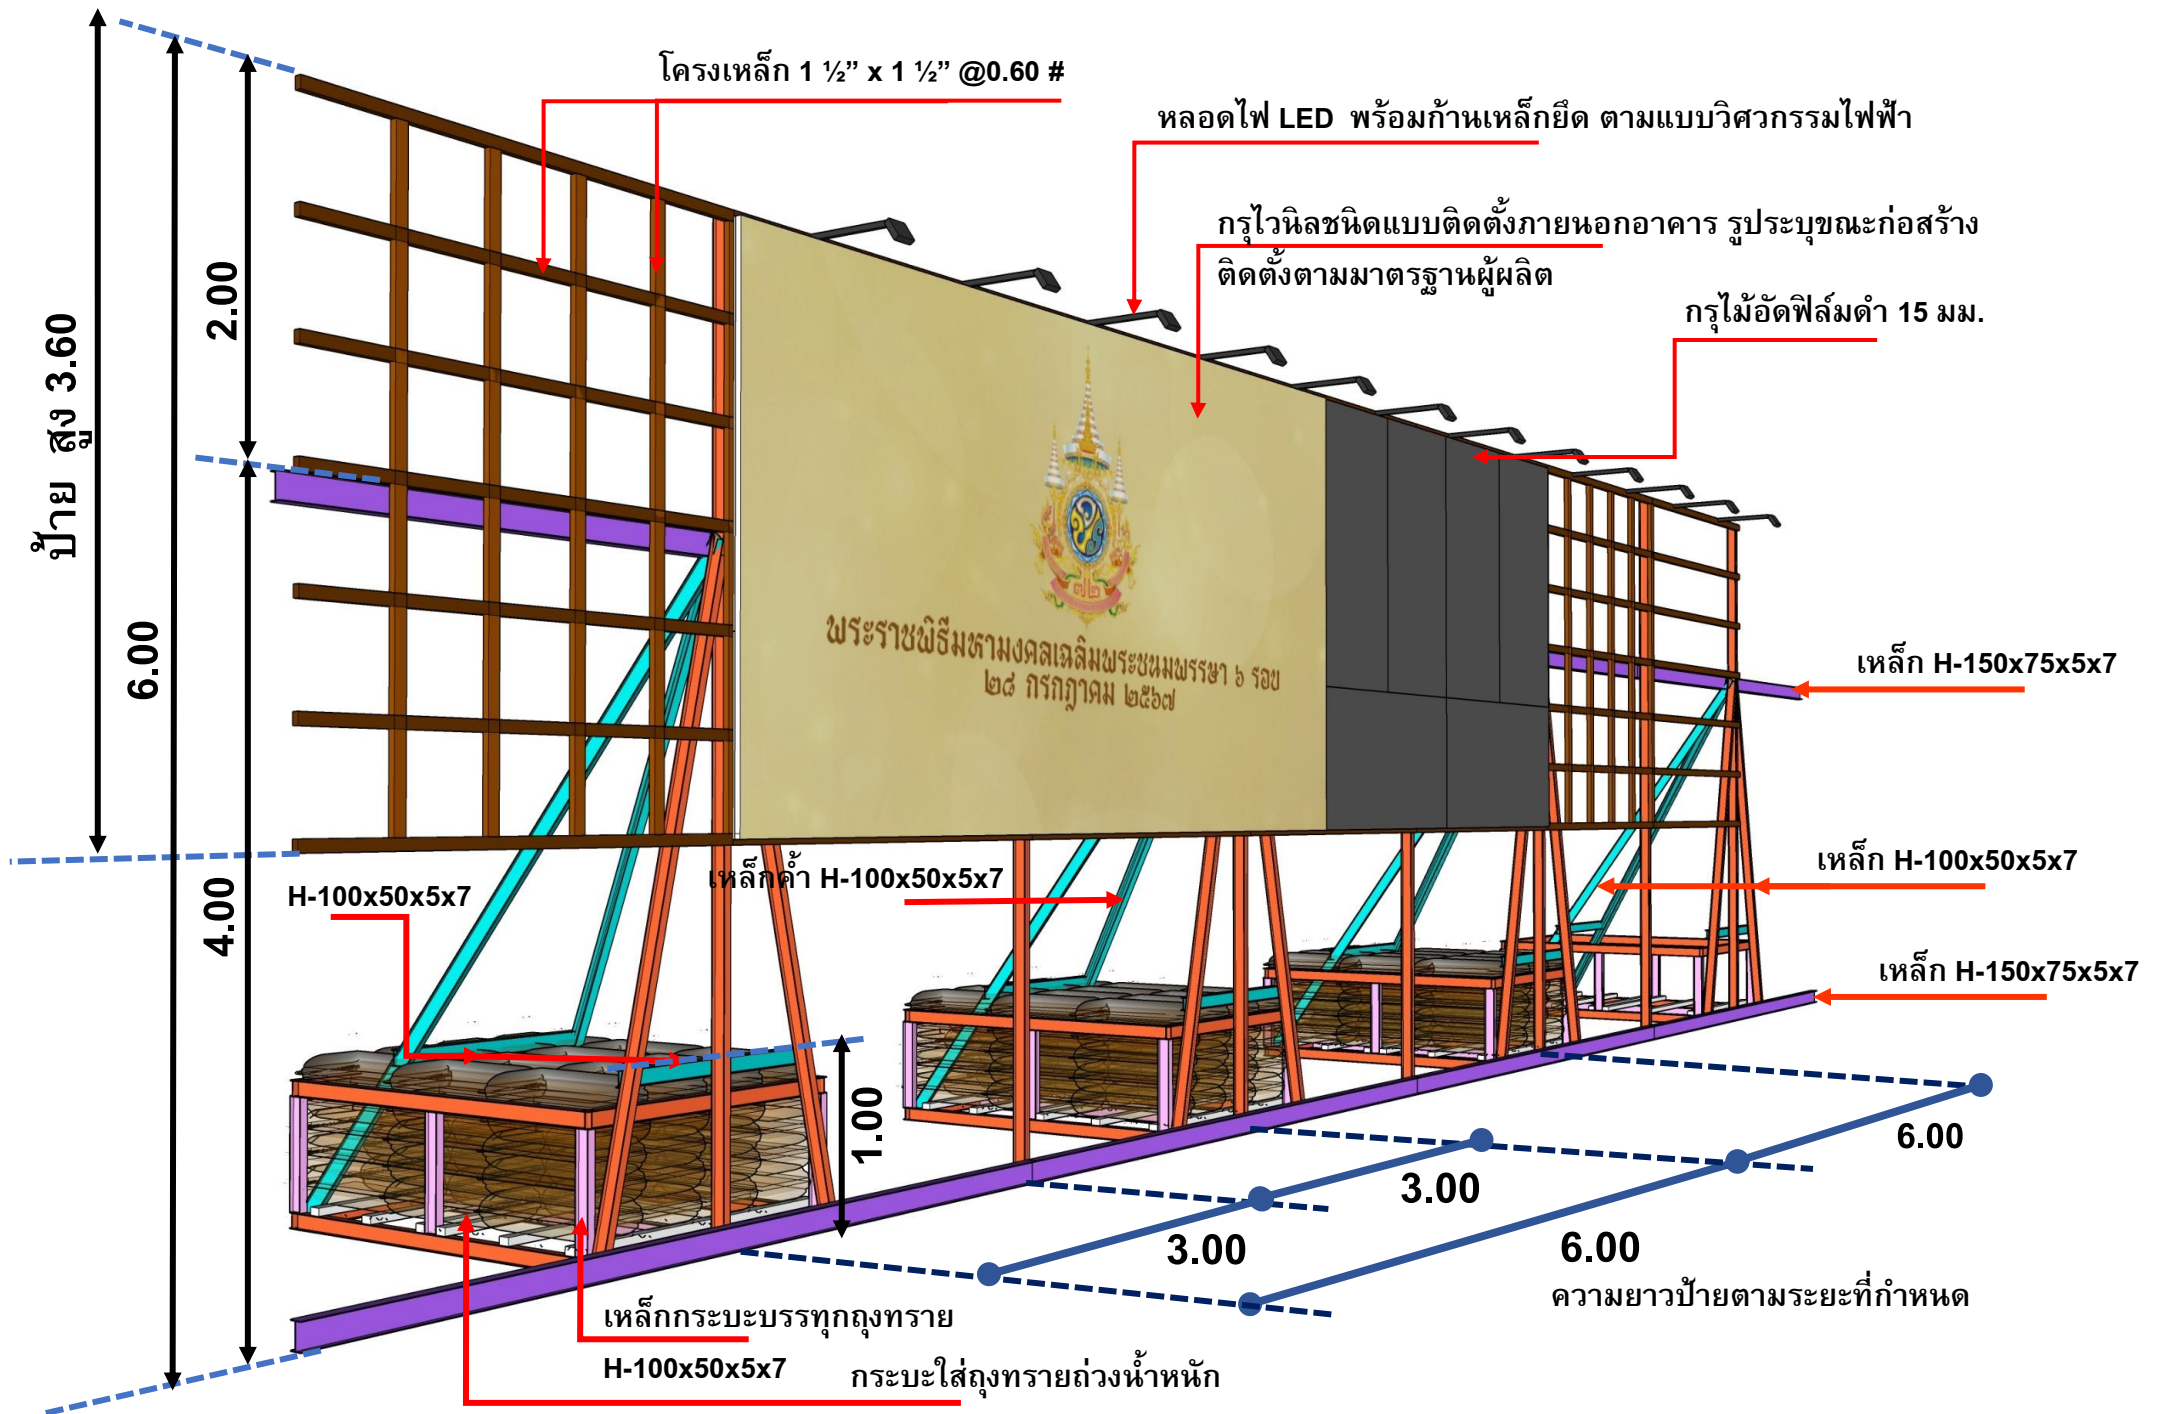 โครงเหล็ก 1 ½” x 1 ½” @0.60 #
หลอดไฟ LED พร้อมก้านเหล็กยึด ตามแบบวิศวกรรมไฟฟ้า
กรุไวนิลชนิดแบบติดตั้งภายนอกอาคาร รูประบุขณะก่อสร้าง
ติดตั้งตามมาตรฐานผู้ผลิต
กรุไม้อัดฟิล์มดำ 15 มม.
ป้าย สูง 3.60
2.00
6.00
4.00
๗๒
พระราชพิธีมหามงคลเฉลิมพระชนมพรรษา ๖ รอบ
๒๘ กรกฎาคม ๒๕๖๗
เหล็ก H-150x75x5x7
เหล็ก H-100x50x5x7
เหล็กค้ำ H-100x50x5x7
H-100x50x5x7
เหล็ก H-150x75x5x7
1.00
6.00
3.00
3.00
6.00
ความยาวป้ายตามระยะที่กำหนด
เหล็กกระบะบรรทุกถุงทราย
H-100x50x5x7
กระบะใส่ถุงทรายถ่วงน้ำหนัก